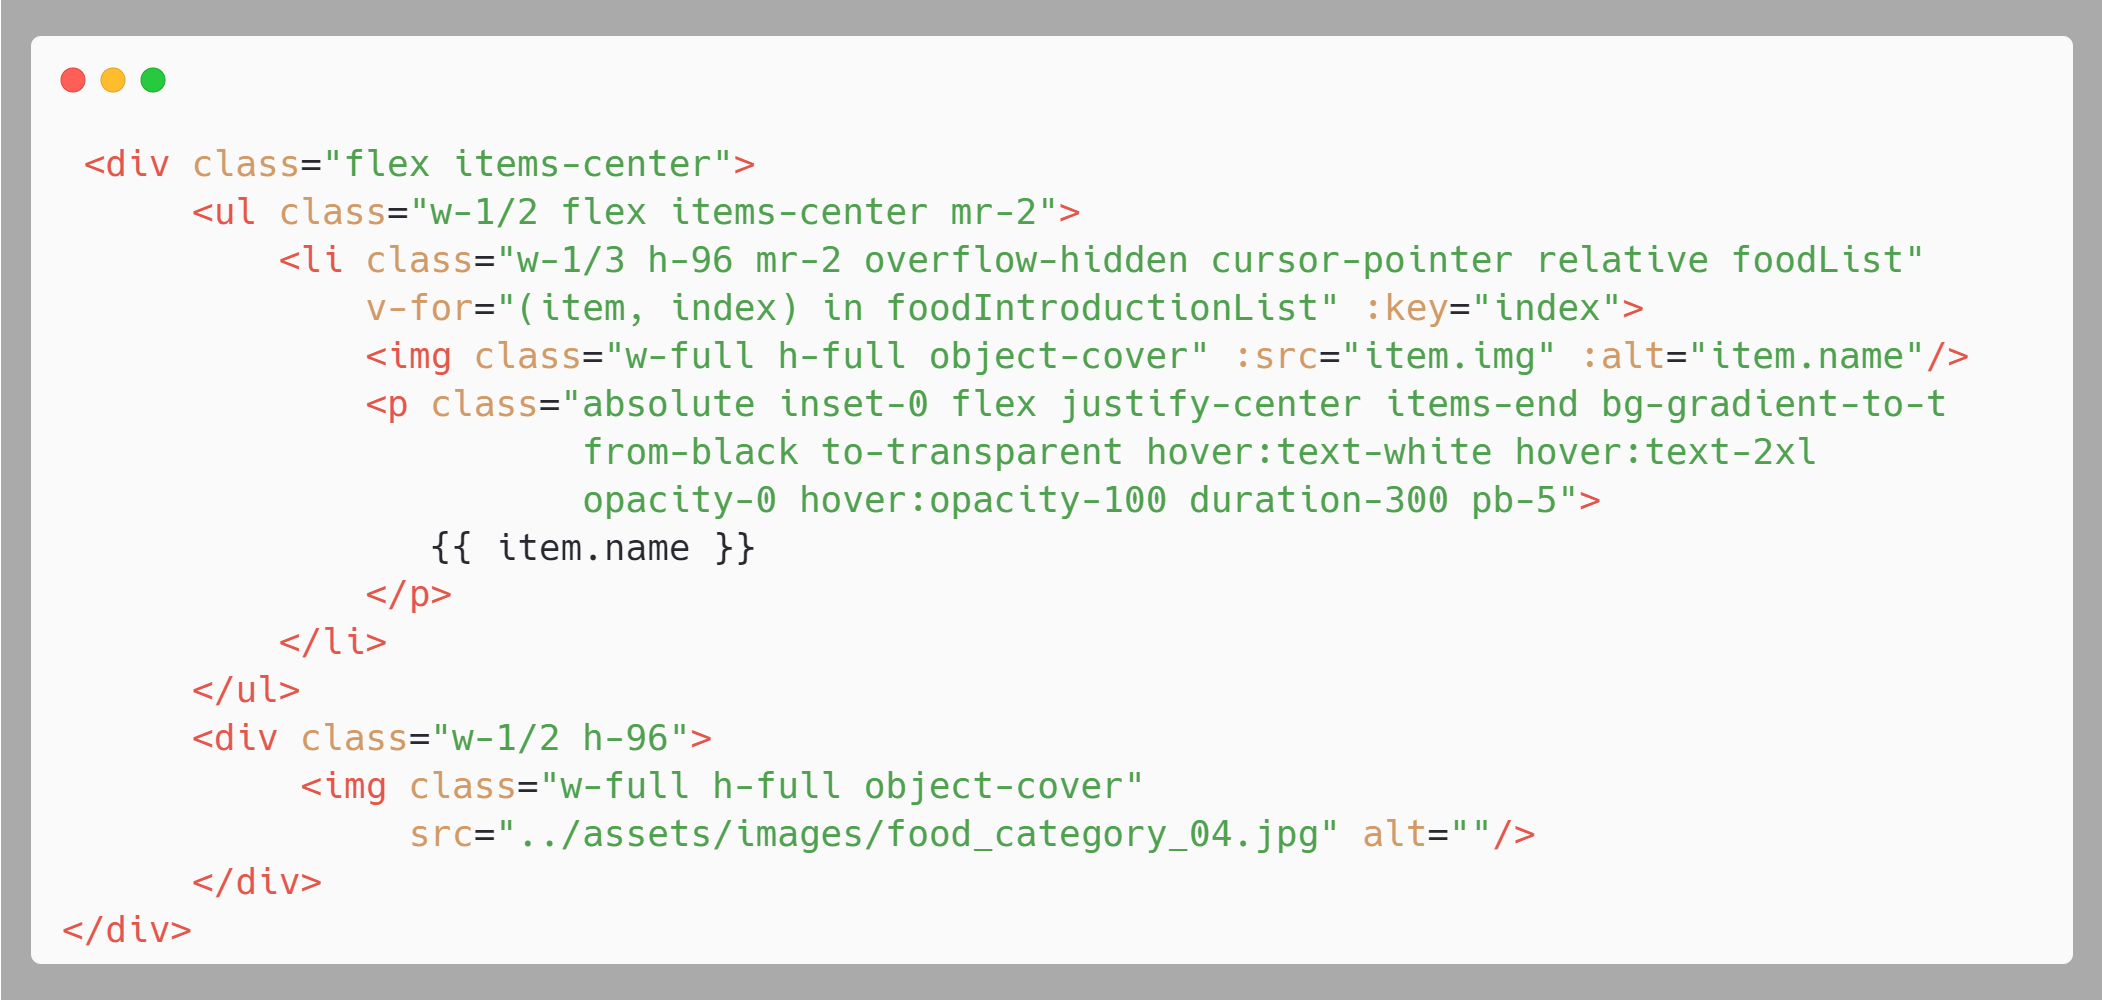 <div class="flex items-center">
<ul class="w-1/2 flex items-center mr-2">
<li class="w-1/3 h-96 mr-2 overflow-hidden cursor-pointer relative foodList"
v-for="(item, index) in foodIntroductionList" :key="index">
<img class="w-full h-full object-cover" :src="item.img" :alt="item.name"/>
<p class="absolute inset-0 flex justify-center items-end bg-gradient-to-t
from-black to-transparent hover:text-white hover:text-2xl
opacity-0 hover:opacity-100 duration-300 pb-5">
{{ item.name }}
</p>
</li>
</ul>
<div class="w-1/2 h-96">
<img class="w-full h-full object-cover"
src="../assets/images/food_category_04.jpg" alt=""/>
</div>
</div>